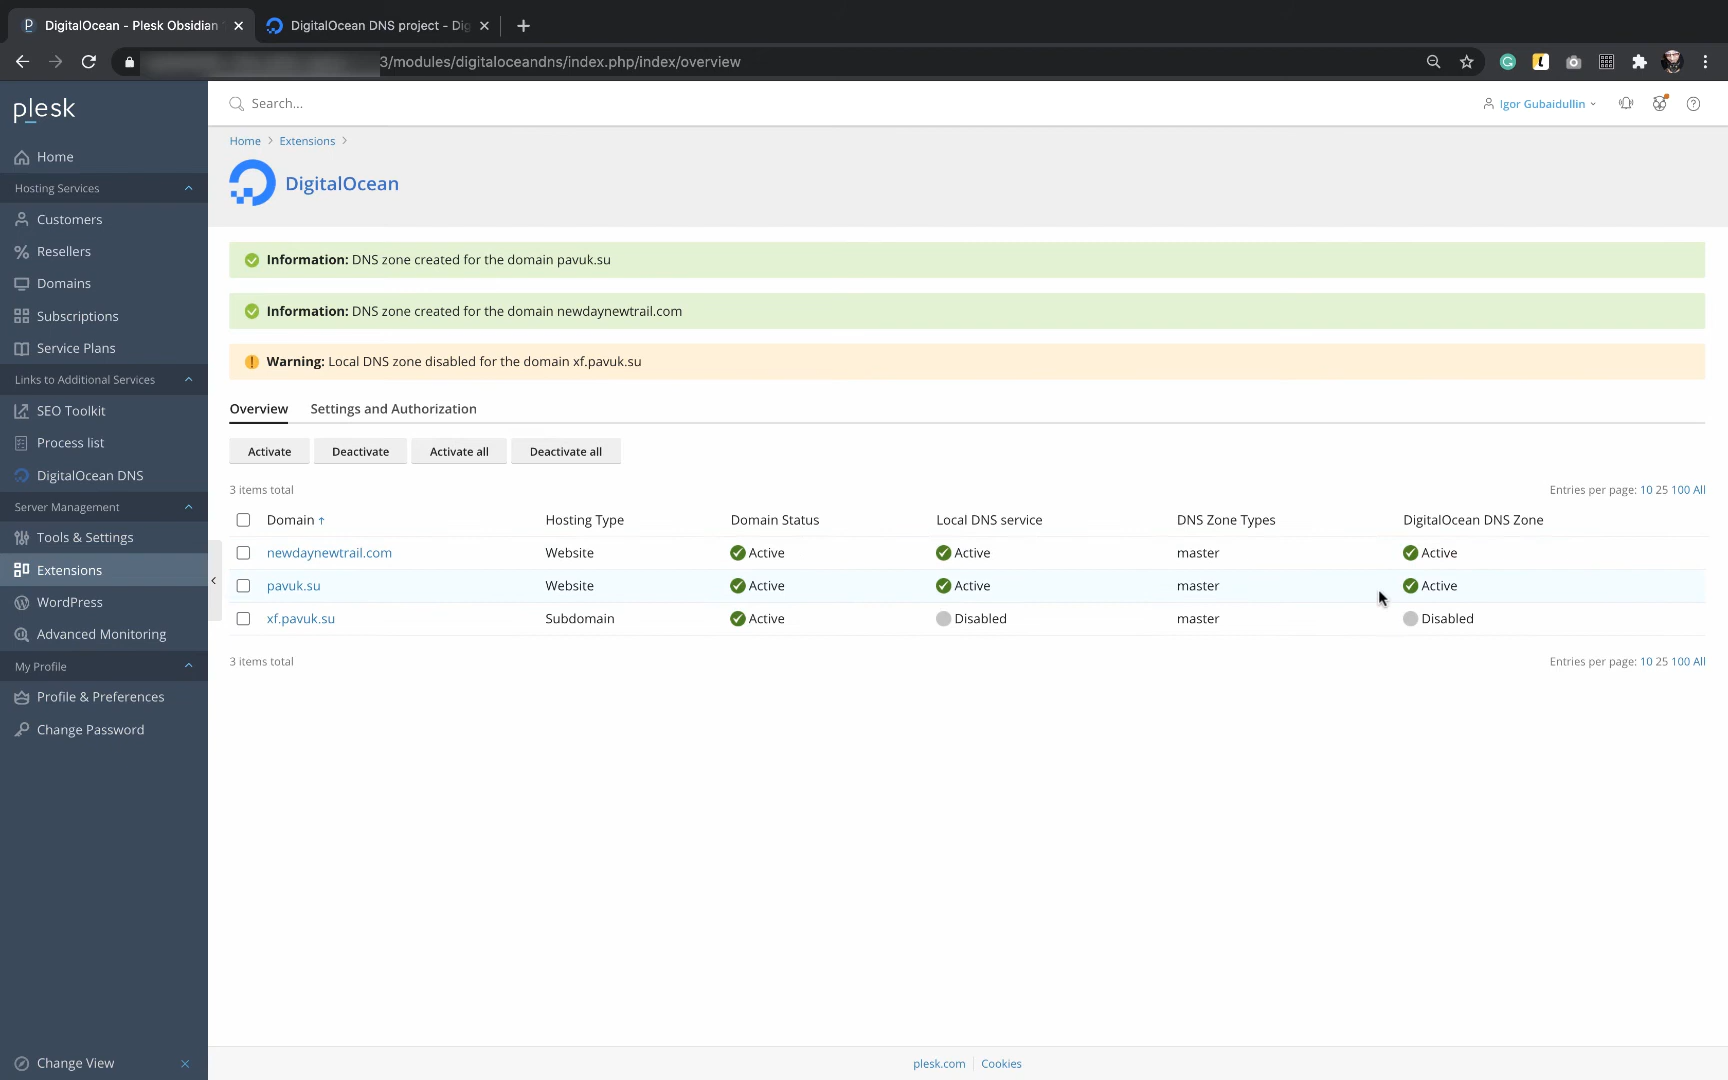 DigitalOcean - Plesk Obsidian
DigitalOcean DNS project - Dig
3/modules/digitaloceandns/index.php/index/overview
plesk
Home
Hosting Services
Customers
Resellers
Domains
Subscriptions
Service Plans
Links to Additional Services
SEO Toolkit
Process list
DigitalOcean DNS
Server Management
Tools & Settings
Extensions
WordPress
Advanced Monitoring
My Profile
Profile & Preferences
Change Password
Change View
Search...
Igor Gubaidullin
Home > Extensions >
DigitalOcean
Information: DNS zone created for the domain pavuk.su
Information: DNS zone created for the domain newdaynewtrail.com
Warning: Local DNS zone disabled for the domain xf.pavuk.su
Overview Settings and Authorization
Activate Deactivate Activate all Deactivate all
3 items total Entries per page: 10 25 100 All
Domain ↑ Hosting Type Domain Status Local DNS service DNS Zone Types DigitalOcean DNS Zone
newdaynewtrail.com Website Active Active master Active
pavuk.su Website Active Active master Active
xf.pavuk.su Subdomain Active Disabled master Disabled
3 items total Entries per page: 10 25 100 All
plesk.com Cookies